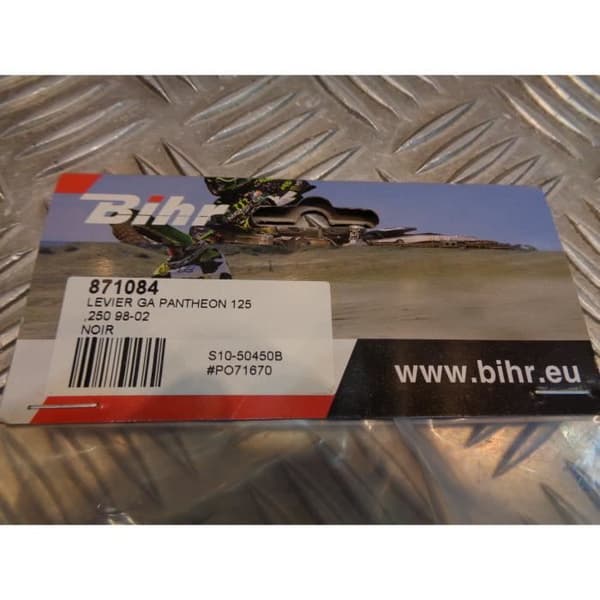 Bihr
871084
LEVIER GA PANTHEON 125
,250 98-02
NOIR
S10-50450B
#PO71670
www.bihr.eu